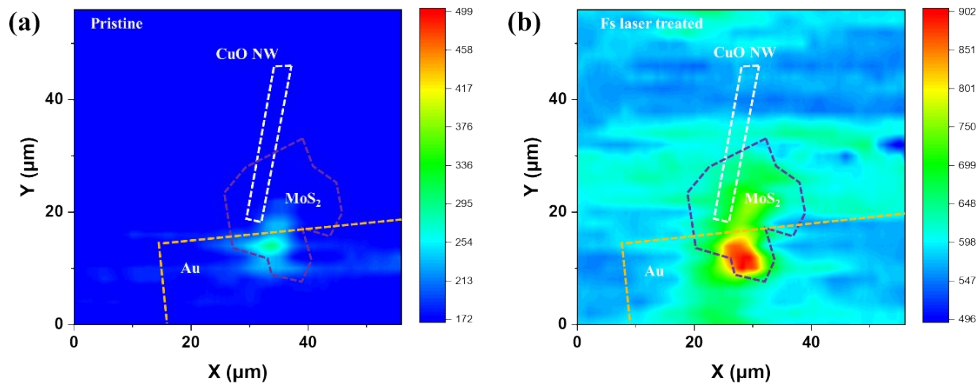 (a)
Pristine
CuO NW
MoS₂
Au
Y (μm)
40
20
0
0
20
40
X (μm)
499
458
417
376
336
295
254
213
172
(b)
Fs laser treated
CuO NW
MoS₂
Au
Y (μm)
40
20
0
0
20
40
X (μm)
902
851
800
750
699
648
598
547
496